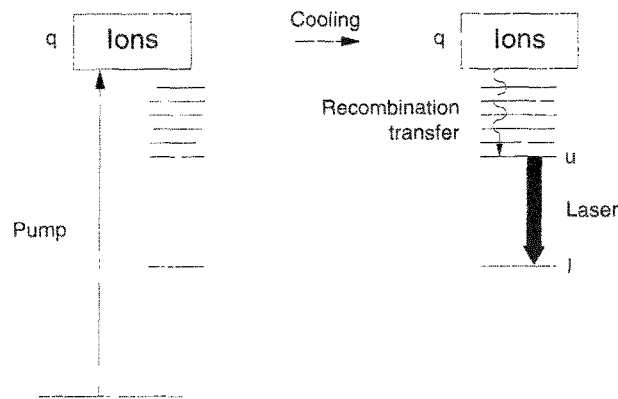 q
Ions
Cooling
q
Ions
Recombination
transfer
u
Pump
Laser
l